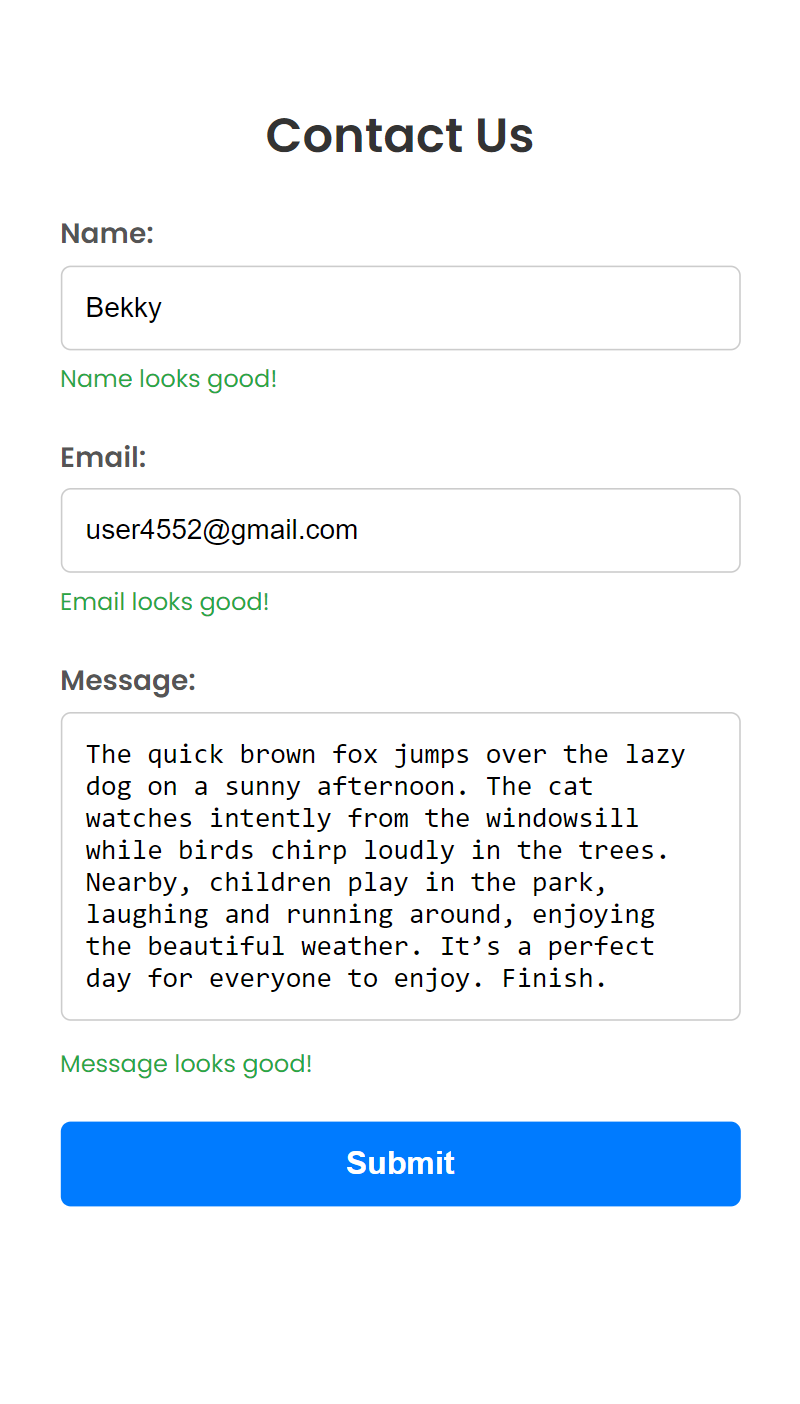 Contact Us
Name:
Bekky
Name looks good!
Email:
user4552@gmail.com
Email looks good!
Message:
The quick brown fox jumps over the lazy
dog on a sunny afternoon. The cat
watches intently from the windowsill
while birds chirp loudly in the trees.
Nearby, children play in the park,
laughing and running around, enjoying
the beautiful weather. It’s a perfect
day for everyone to enjoy. Finish.
Message looks good!
Submit